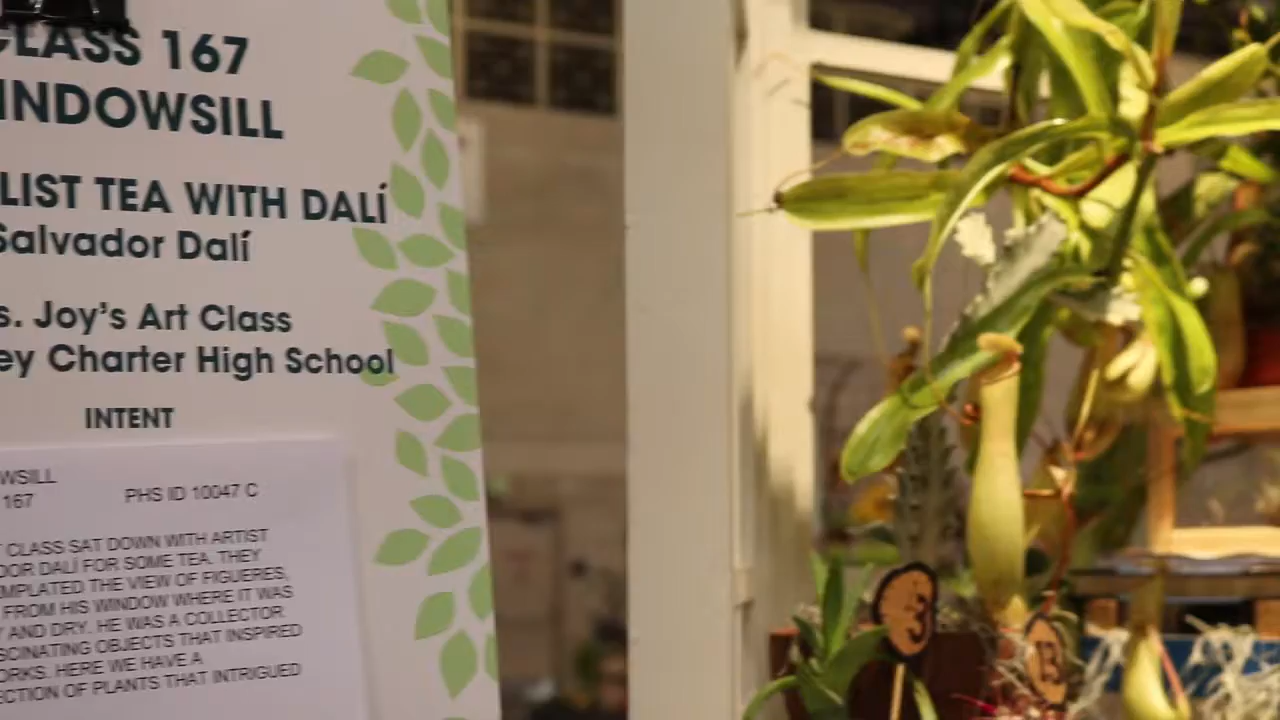 CLASS 167
INDOWSILL
LIST TEA WITH DALÍ
Salvador Dalí
s. Joy's Art Class
ey Charter High School
INTENT
WSILL
167 PHS ID 10047 C
T CLASS SAT DOWN WITH ARTIST
DOR DALÍ FOR SOME TEA. THEY
EMPLATED THE VIEW OF FIGUERES,
FROM HIS WINDOW WHERE IT WAS
Y AND DRY. HE WAS A COLLECTOR
SCINATING OBJECTS THAT INSPIRED
ORKS. HERE WE HAVE A
ECTION OF PLANTS THAT INTRIGUED
3
13